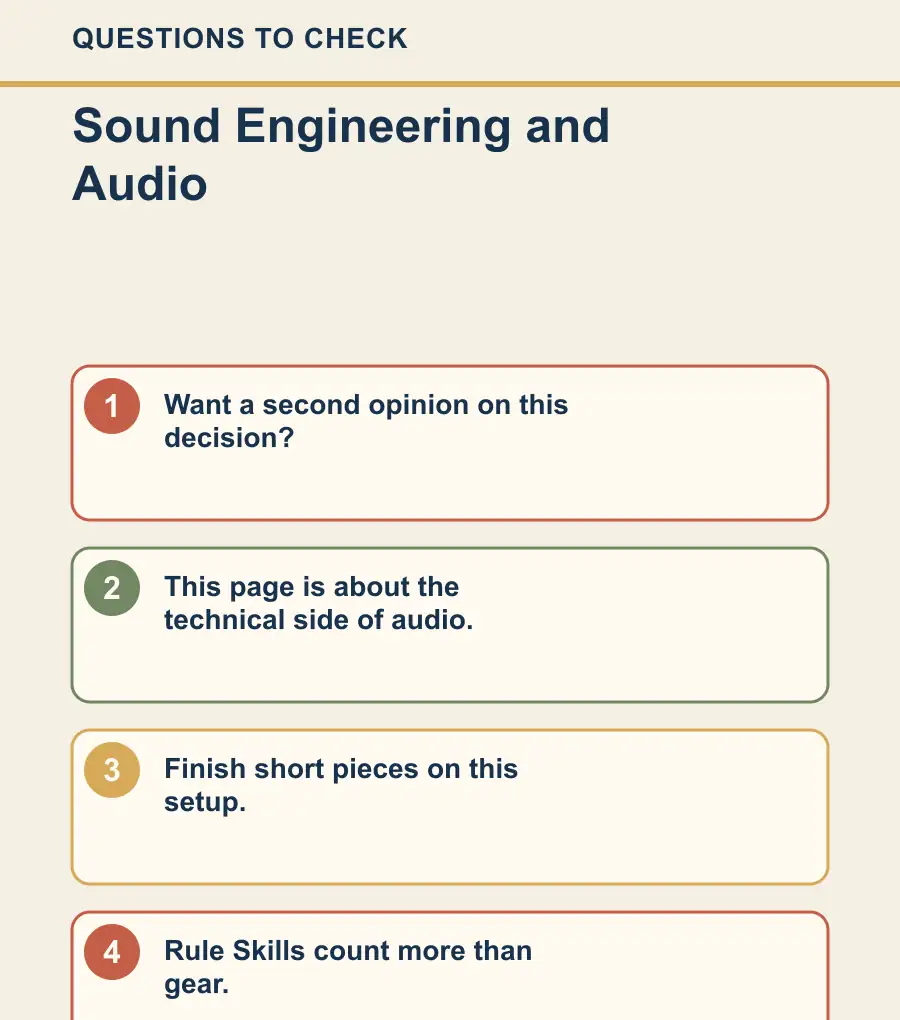 QUESTIONS TO CHECK
Sound Engineering and
Audio
1
Want a second opinion on this
decision?
2
This page is about the
technical side of audio.
3
Finish short pieces on this
setup.
4
Rule Skills count more than
gear.